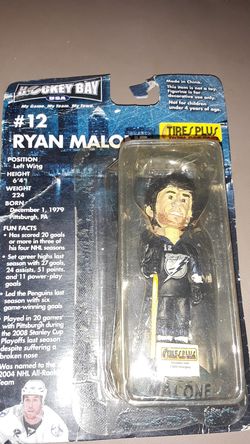 HOCKEY BAY
USA
My Game. My Team. My Town.
Made in China.
This item is not a toy.
Figurine is for
decorative use only.
Not for children
under 4 years of age.
#12
RYAN MALO
TIRES PLUS
POSITION
Left Wing
HEIGHT
6'4"
WEIGHT
224
BORN
December 1, 1979
Pittsburgh, PA
FUN FACTS
• Has scored 20 goals
or more in three of
his four NHL seasons
• Set career highs last
season with 27 goals,
24 assists, 51 points,
and 11 power-play
goals
• Led the Penguins last
season with six
game-winning goals
• Played in 20 games
with Pittsburgh during
the 2008 Stanley Cup
Playoffs last season
despite suffering a
broken nose
Was named to the
2004 NHL All-Rookie
Team
12
TIRES PLUS
MALONE